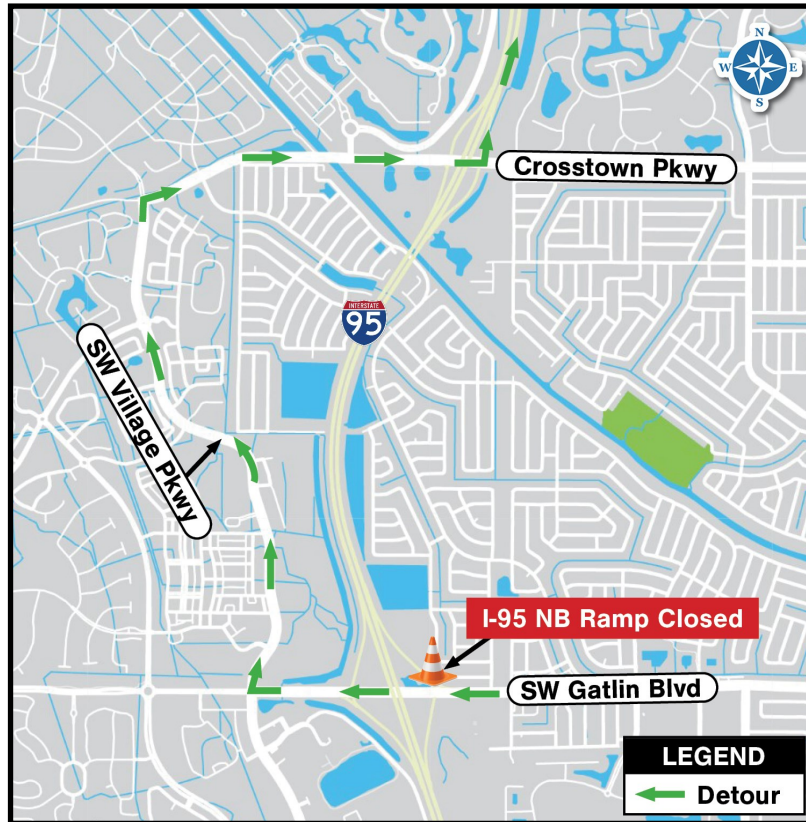 N
W E
S
Crosstown Pkwy
INTERSTATE
95
SW Village
Pkwy
I-95 NB Ramp Closed
SW Gatlin Blvd
LEGEND
Detour